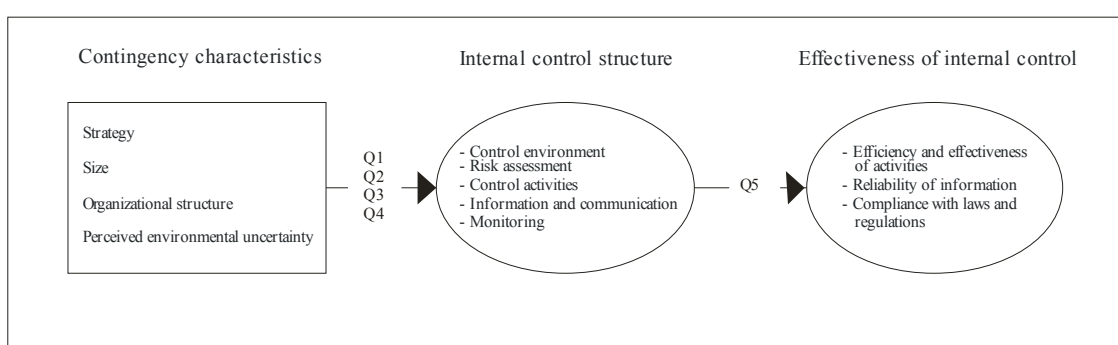 Contingency characteristics
Internal control structure
Effectiveness of internal control
Strategy
Size
Organizational structure
Perceived environmental uncertainty
Q1
Q2
Q3
Q4
- Control environment
- Risk assessment
- Control activities
- Information and communication
- Monitoring
Q5
- Efficiency and effectiveness
of activities
- Reliability of information
- Compliance with laws and
regulations